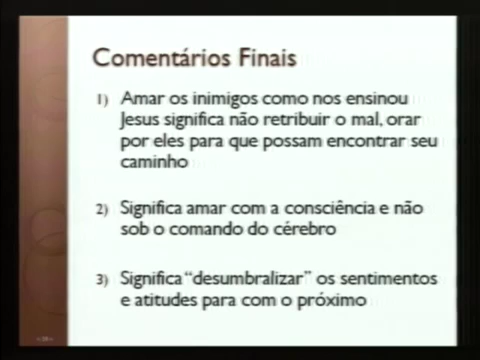 Comentários Finais
1) Amar os inimigos como nos ensinou
Jesus significa não retribuir o mal, orar
por eles para que possam encontrar seu
caminho
2) Significa amar com a consciência e não
sob o comando do cérebro
3) Significa “desumbralizar” os sentimentos
e atitudes para com o próximo